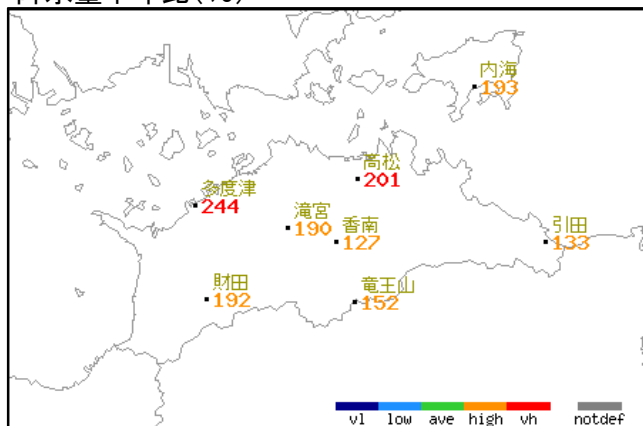 内海
193
高松
201
多度津
244
滝宮
190
香南
127
引田
133
財田
192
竜王山
152
vl low ave high vh notdef